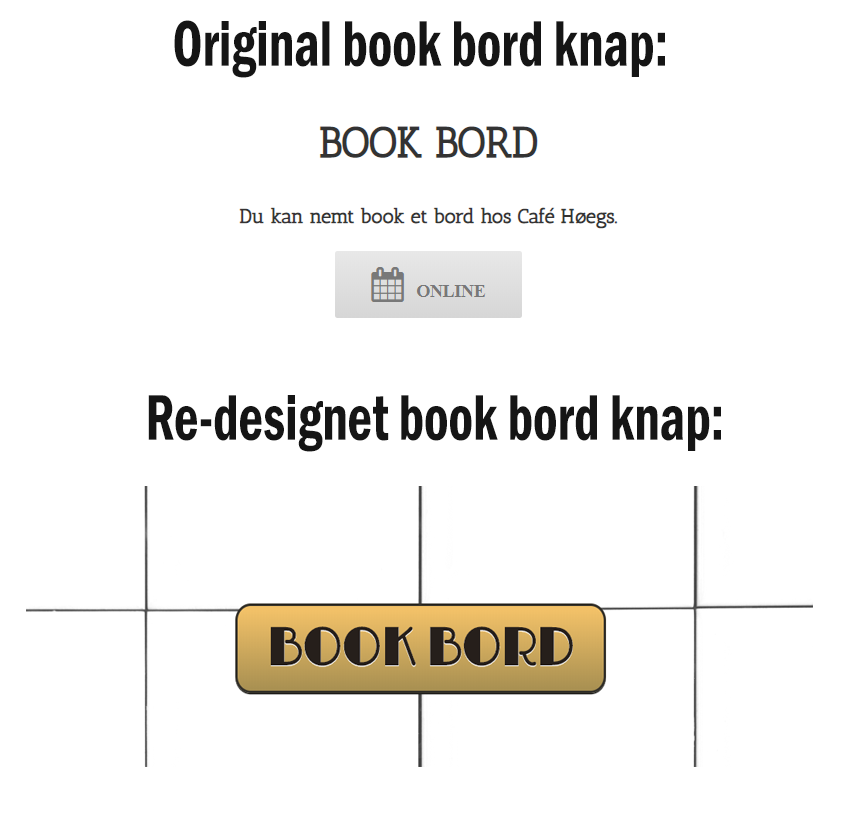 Original book bord knap:
BOOK BORD
Du kan nemt book et bord hos Café Høegs.
ONLINE
Re-designet book bord knap:
BOOK BORD